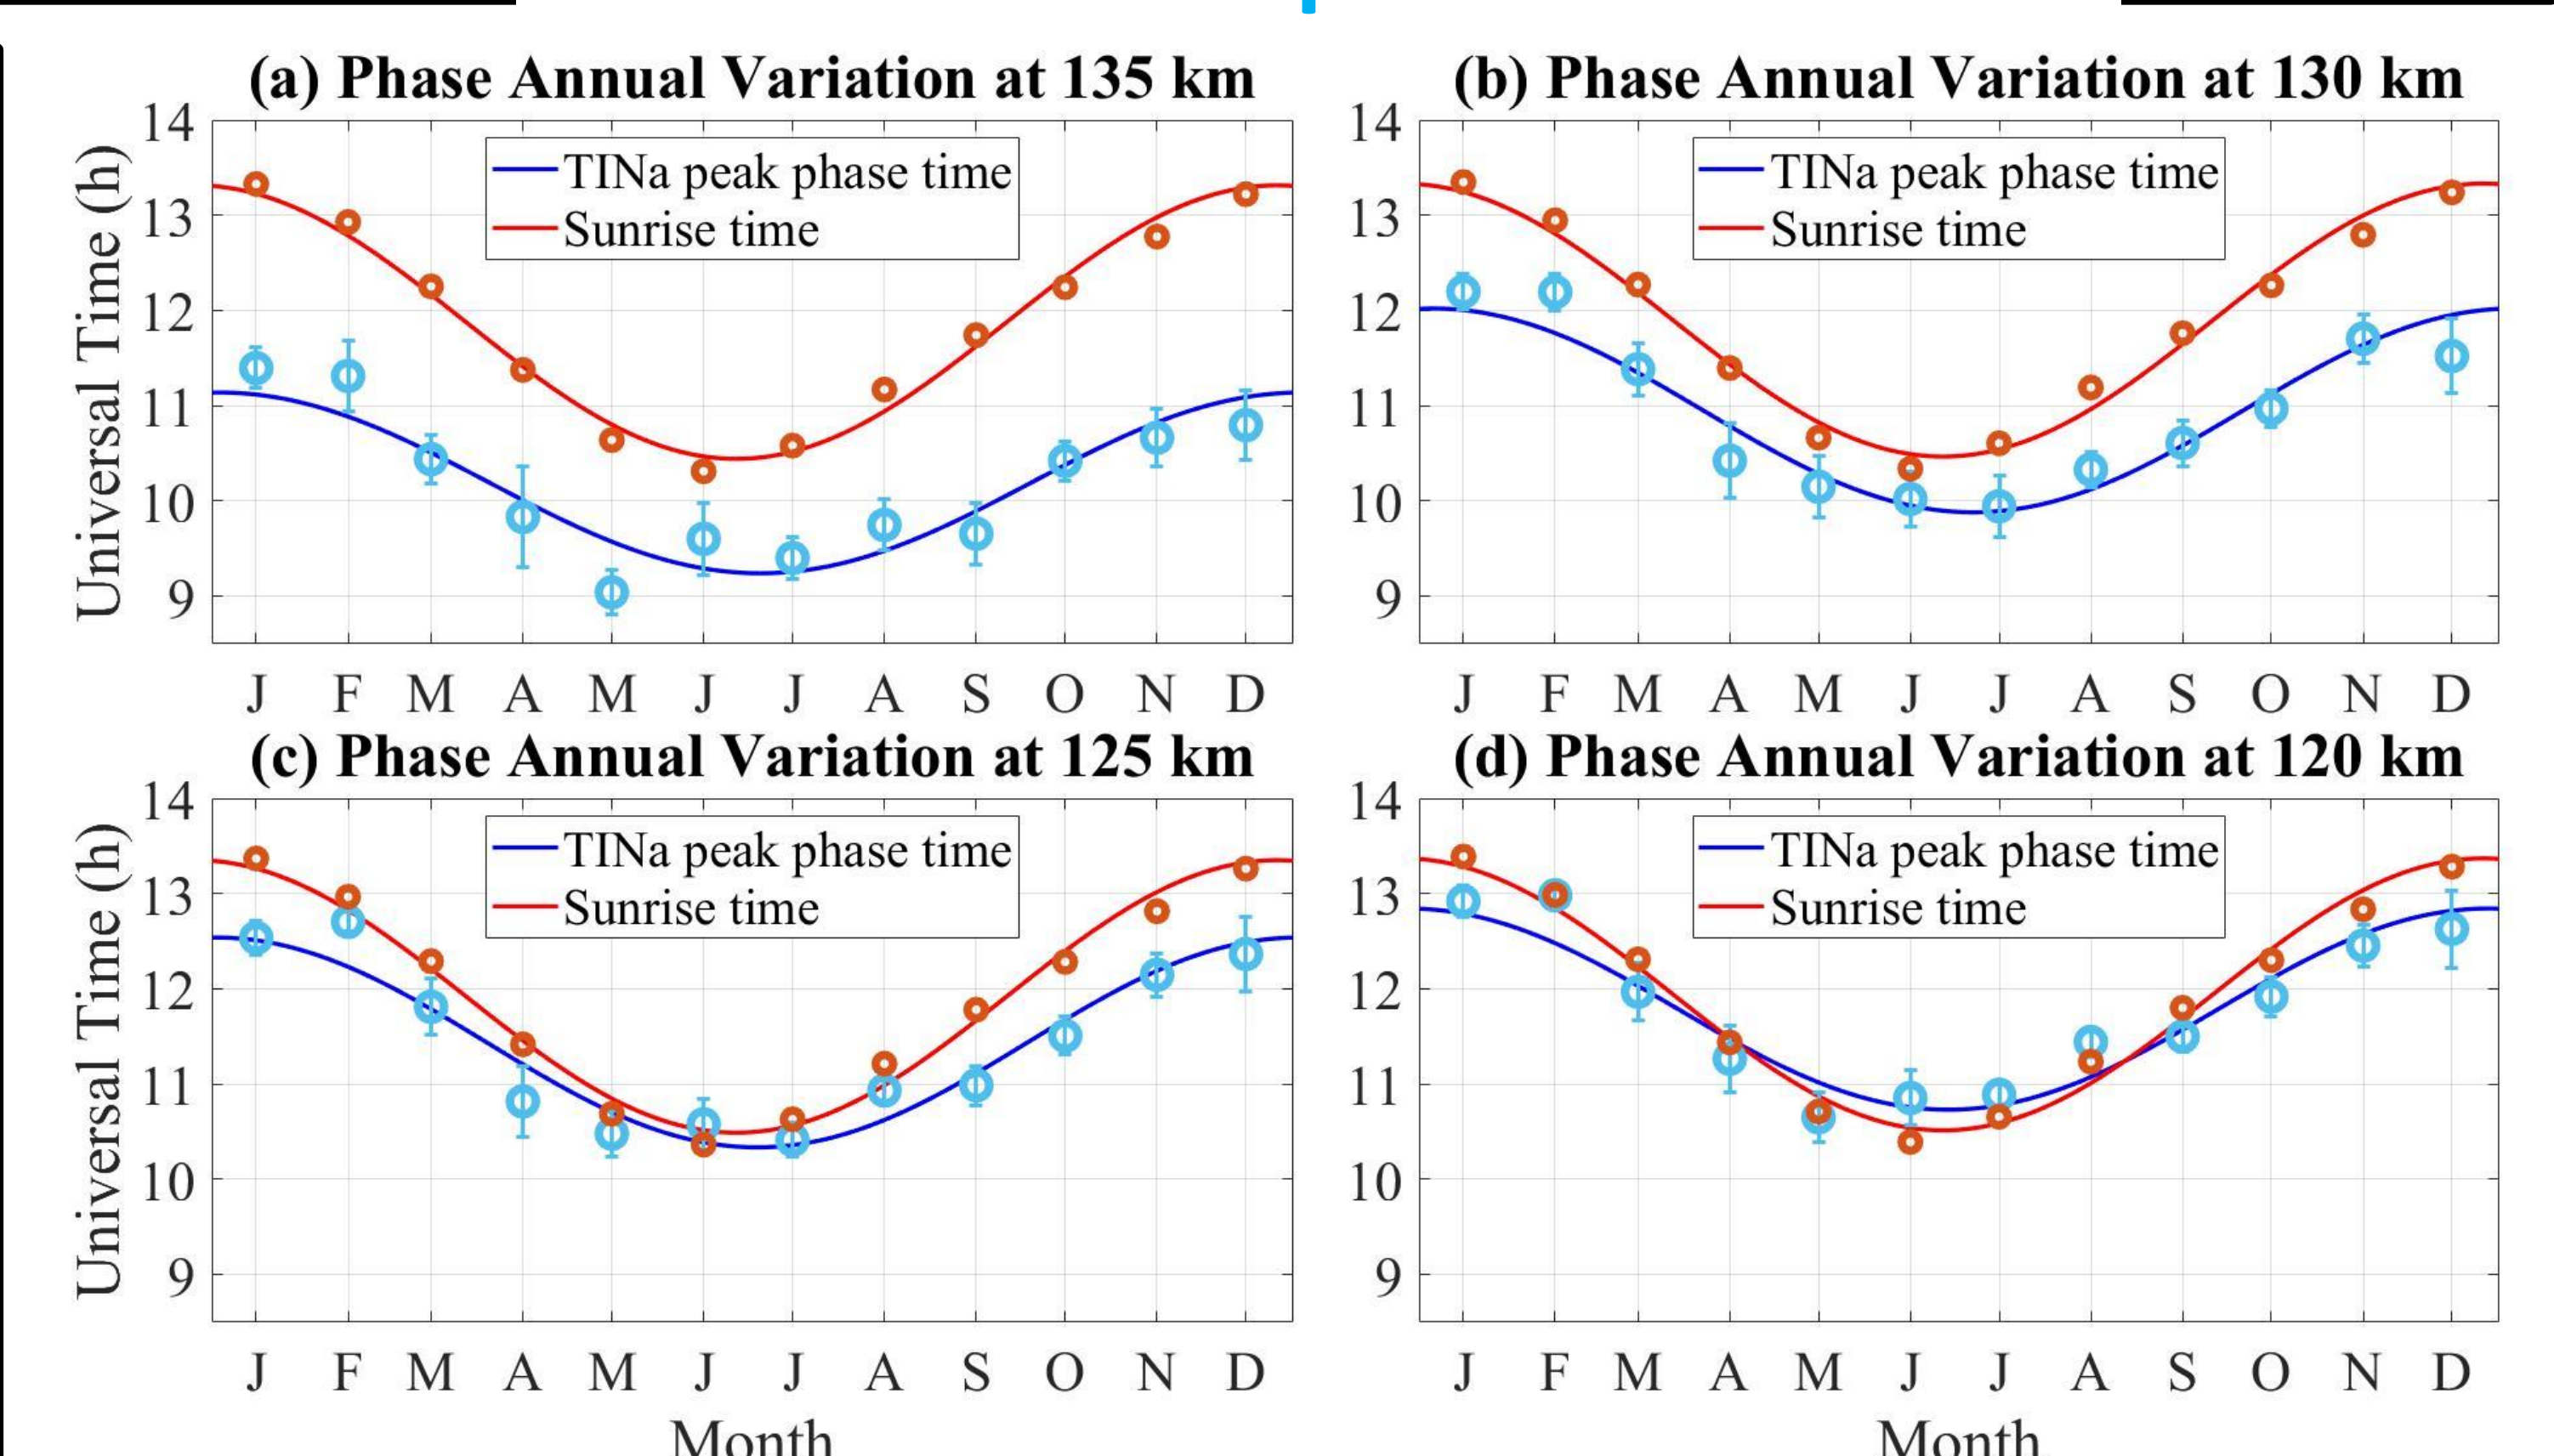 (a) Phase Annual Variation at 135 km
Universal Time (h)
14
13
12
11
10
9
TINa peak phase time
Sunrise time
J F M A M J J A S O N D
(b) Phase Annual Variation at 130 km
14
13
12
11
10
9
TINa peak phase time
Sunrise time
J F M A M J J A S O N D
(c) Phase Annual Variation at 125 km
Universal Time (h)
14
13
12
11
10
9
TINa peak phase time
Sunrise time
J F M A M J J A S O N D
Month
(d) Phase Annual Variation at 120 km
14
13
12
11
10
9
TINa peak phase time
Sunrise time
J F M A M J J A S O N D
Month